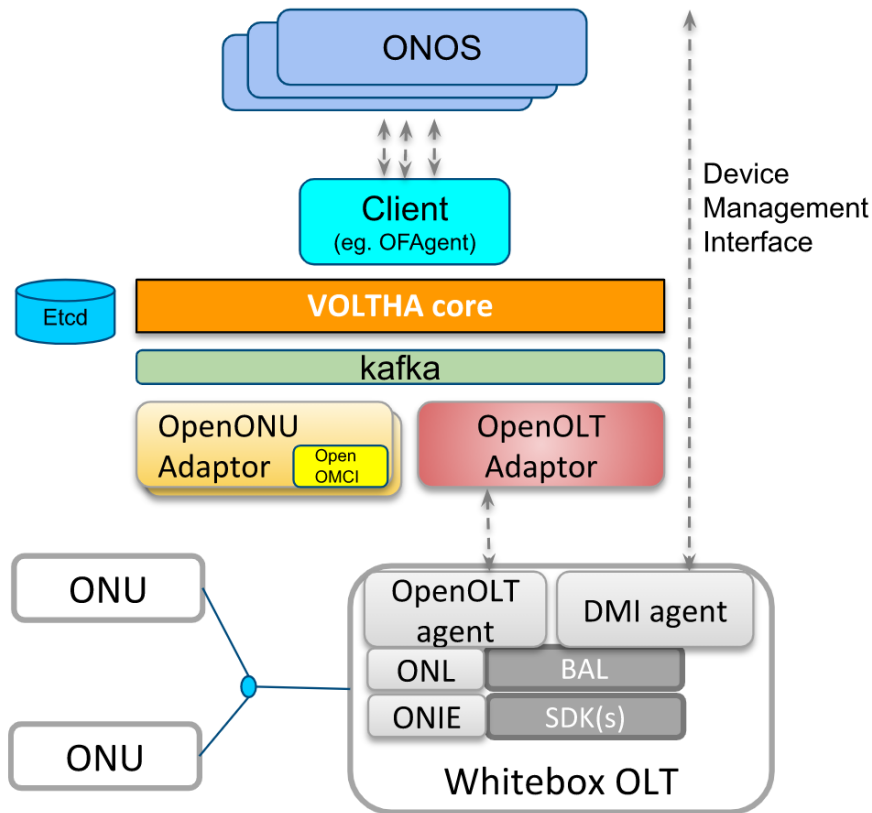 ONOS
Client
(eg. OFAgent)
Device
Management
Interface
VOLTHA core
Etcd
kafka
OpenONU
Adaptor
Open
OMCI
OpenOLT
Adaptor
ONU
OpenOLT
agent
DMI agent
ONL
BAL
ONIE
SDK(s)
ONU
Whitebox OLT